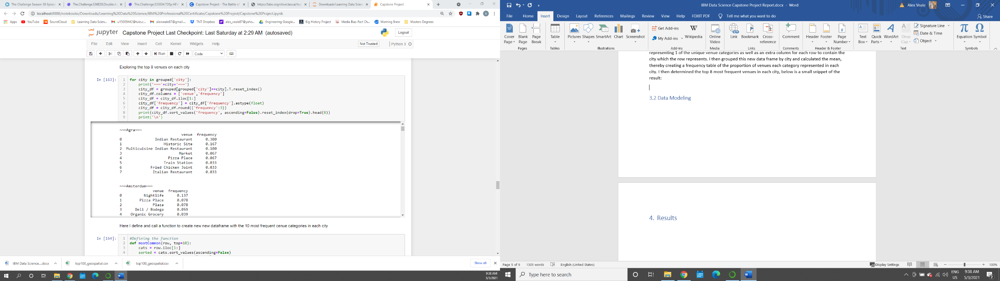 The Challenge Season 36 Episod
The.Challenge.S36E20.Double.A
The.Challenge.S33E04.720p.HEV
Capstone Project - The Battle of
https://labs.cognitiveclass.ai/too
Downloads/Learning Data Scien
Capstone Project
localhost:8888/notebooks/Downloads/Learning%20Data%20Science/IBM%20Professional%20Certificate/Capstone%20Project/Capstone%20Project.ipynb
Apps YouTube SoundCloud Learning Data Scien... u15009442@tuks.c... alexveale87@gmail.... TNT Dropbox alex_veale87@yaho... Engineering Google... Big History Project Media Bias-Fact Ch... Morning Brew Masters Degrees
jupyter Capstone Project Last Checkpoint: Last Saturday at 2:29 AM (autosaved) Logout
File Edit View Insert Cell Kernel Widgets Help Not Trusted Python 3
Run Code
Exploring the top 8 venues on each city
In [163]:
1 for city in grouped['city']:
2 print('~~~'+city+'~~~')
3 city_df = grouped[grouped['city']==city].T.reset_index()
4 city_df.columns = ['venue','frequency']
5 city_df = city_df.iloc[1:]
6 city_df['frequency'] = city_df['frequency'].astype(float)
7 city_df = city_df.round({'frequency':3})
8 print(city_df.sort_values('frequency', ascending=False).reset_index(drop=True).head(8))
9 print('\n')
~~~Agra~~~
venue frequency
0 Indian Restaurant 0.300
1 Historic Site 0.167
2 Multicuisine Indian Restaurant 0.100
3 Market 0.067
4 Pizza Place 0.067
5 Train Station 0.033
6 Fried Chicken Joint 0.033
7 Italian Restaurant 0.033
~~~Amsterdam~~~
venue frequency
0 Nightlife 0.137
1 Pizza Place 0.078
2 Plaza 0.078
3 Deli / Bodega 0.059
4 Organic Grocery 0.039
Here I define and call a function to create new new dataframe with the 10 most frequent cenue categories in each city
In [164]:
1 #Defining the function
2 def mostCommon(row, top=10):
3 cats = row.iloc[1:]
4 sorted = cats.sort_values(ascending=False)
IBM Data Science....docx top100_geospatial.csv top100_geospatial.csv Show all
9:38 AM
5/3/2021
IBM Data Science Capstone Project Report.docx - Word Alex Veale
File Home Insert Design Layout References Mailings Review View Help FOXIT PDF Tell me what you want to do Share
Cover Page
Blank Page
Page Break
Pages
Table
Tables
Pictures Shapes SmartArt Chart Screenshot
Illustrations
Get Add-ins
My Add-ins
Wikipedia
Add-ins
Online Video
Media
Link Bookmark Cross-reference
Links
Comment
Comments
Header Footer Page Number
Header & Footer
Text Box
Quick Parts
WordArt
Drop Cap
Signature Line
Date & Time
Object
Text
Equation Symbol
Symbols
representing 1 of the unique venue categories as well as an extra column for each row to contain the
city which the row represents. I then grouped this new data frame by city and calculated the mean,
thereby creating a frequency table of the proportion of venues each category represented in each
city. I then determined the top 8 most frequent venues in each city, below is a small snippet of the
result:
3.2 Data Modeling
4. Results
Page 5 of 9 1305 words English (United States) Display Settings 100%
Type here to search
ENG
US
9:38 AM
5/3/2021
2